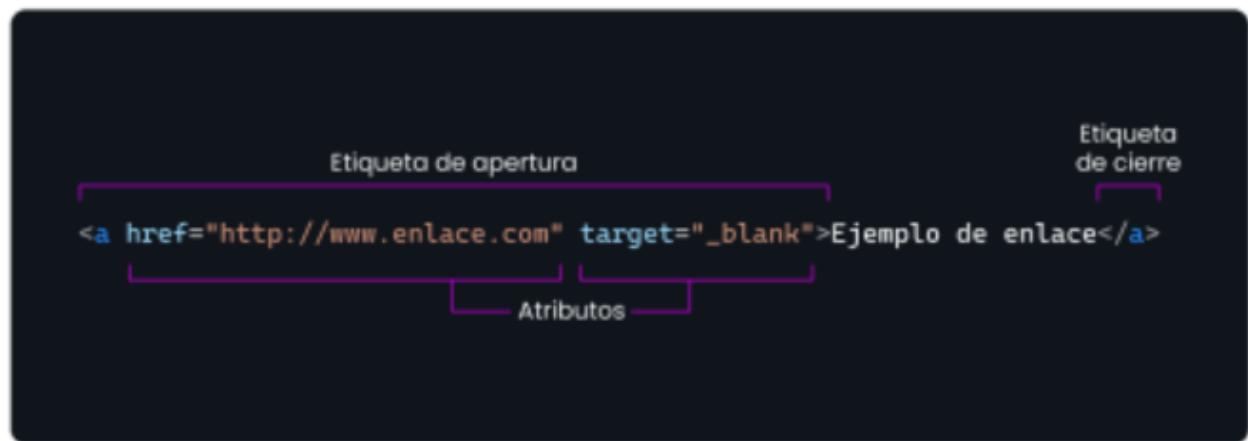 Etiqueta de apertura
Etiqueta
de cierre
<a href="http://www.enlace.com" target="_blank">Ejemplo de enlace</a>
Atributos